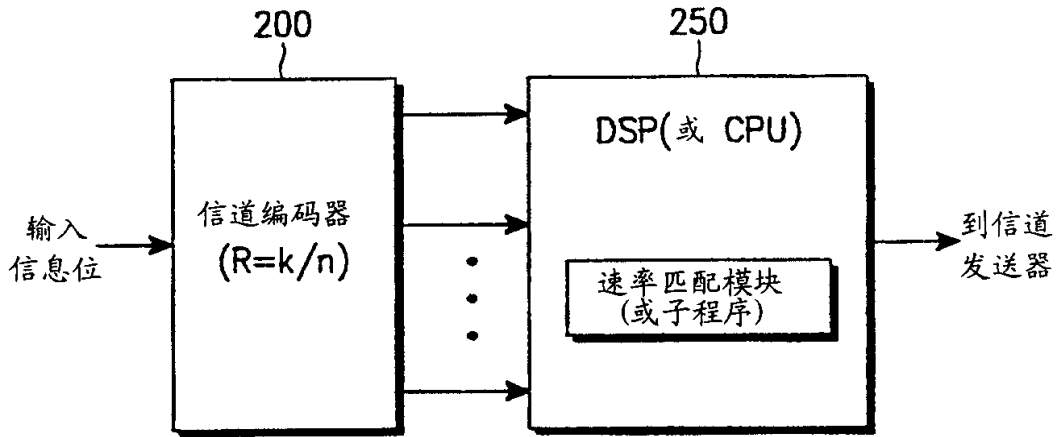 200
250
输入
信息位
信道编码器
(R=k/n)
DSP(或 CPU)
速率匹配模块
(或子程序)
到信道
发送器